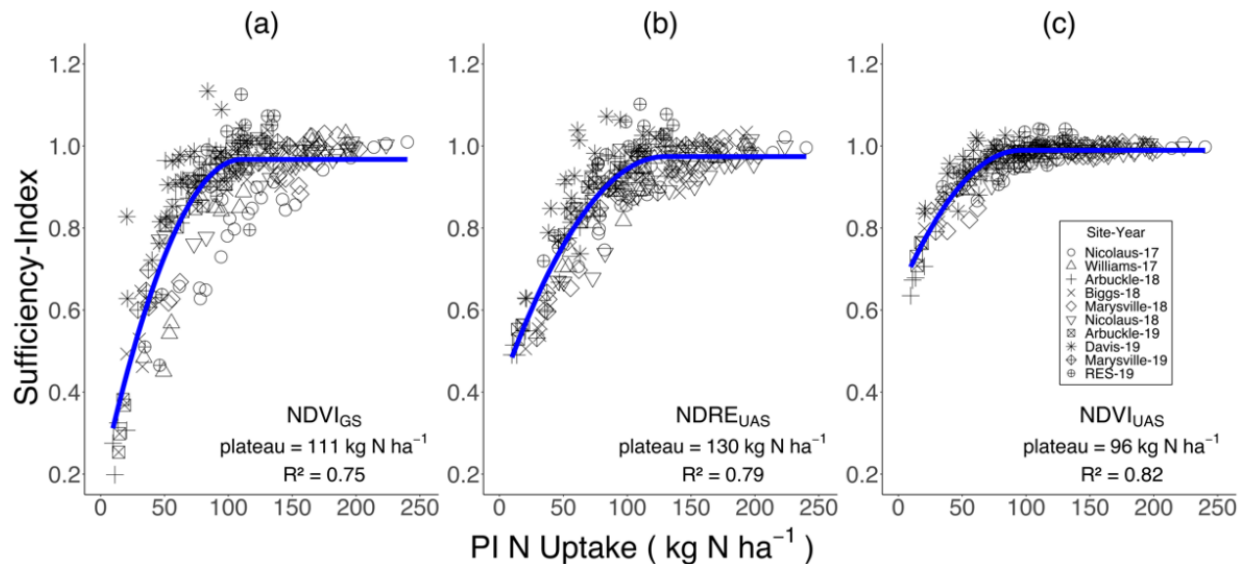 (a)
(b)
(c)
Sufficiency-Index
1.2
1.0
0.8
0.6
0.4
0.2
NDVI_GS
plateau = 111 kg N ha⁻¹
R² = 0.75
0 50 100 150 200 250
1.2
1.0
0.8
0.6
0.4
0.2
NDRE_UAS
plateau = 130 kg N ha⁻¹
R² = 0.79
0 50 100 150 200 250
1.2
1.0
0.8
0.6
0.4
0.2
Site-Year
Nicolaus-17
Williams-17
Arbuckle-18
Biggs-18
Marysville-18
Nicolaus-18
Arbuckle-19
Davis-19
Marysville-19
RES-19
NDVI_UAS
plateau = 96 kg N ha⁻¹
R² = 0.82
0 50 100 150 200 250
PI N Uptake ( kg N ha⁻¹ )